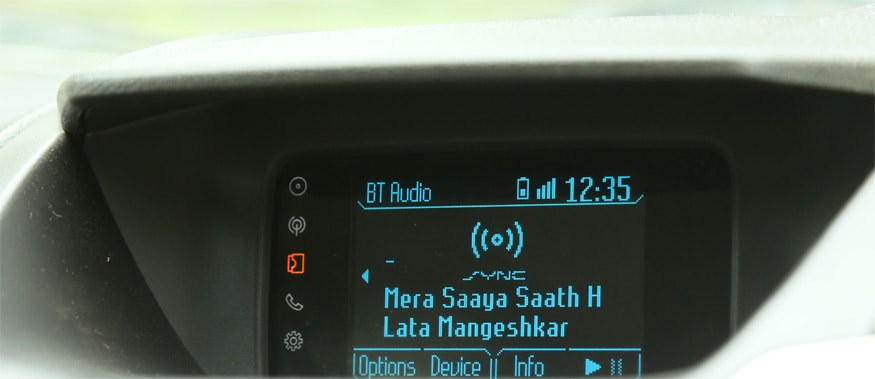 BT Audio 12:35
SYNC
Mera Saaya Saath H
Lata Mangeshkar
Options Device Info